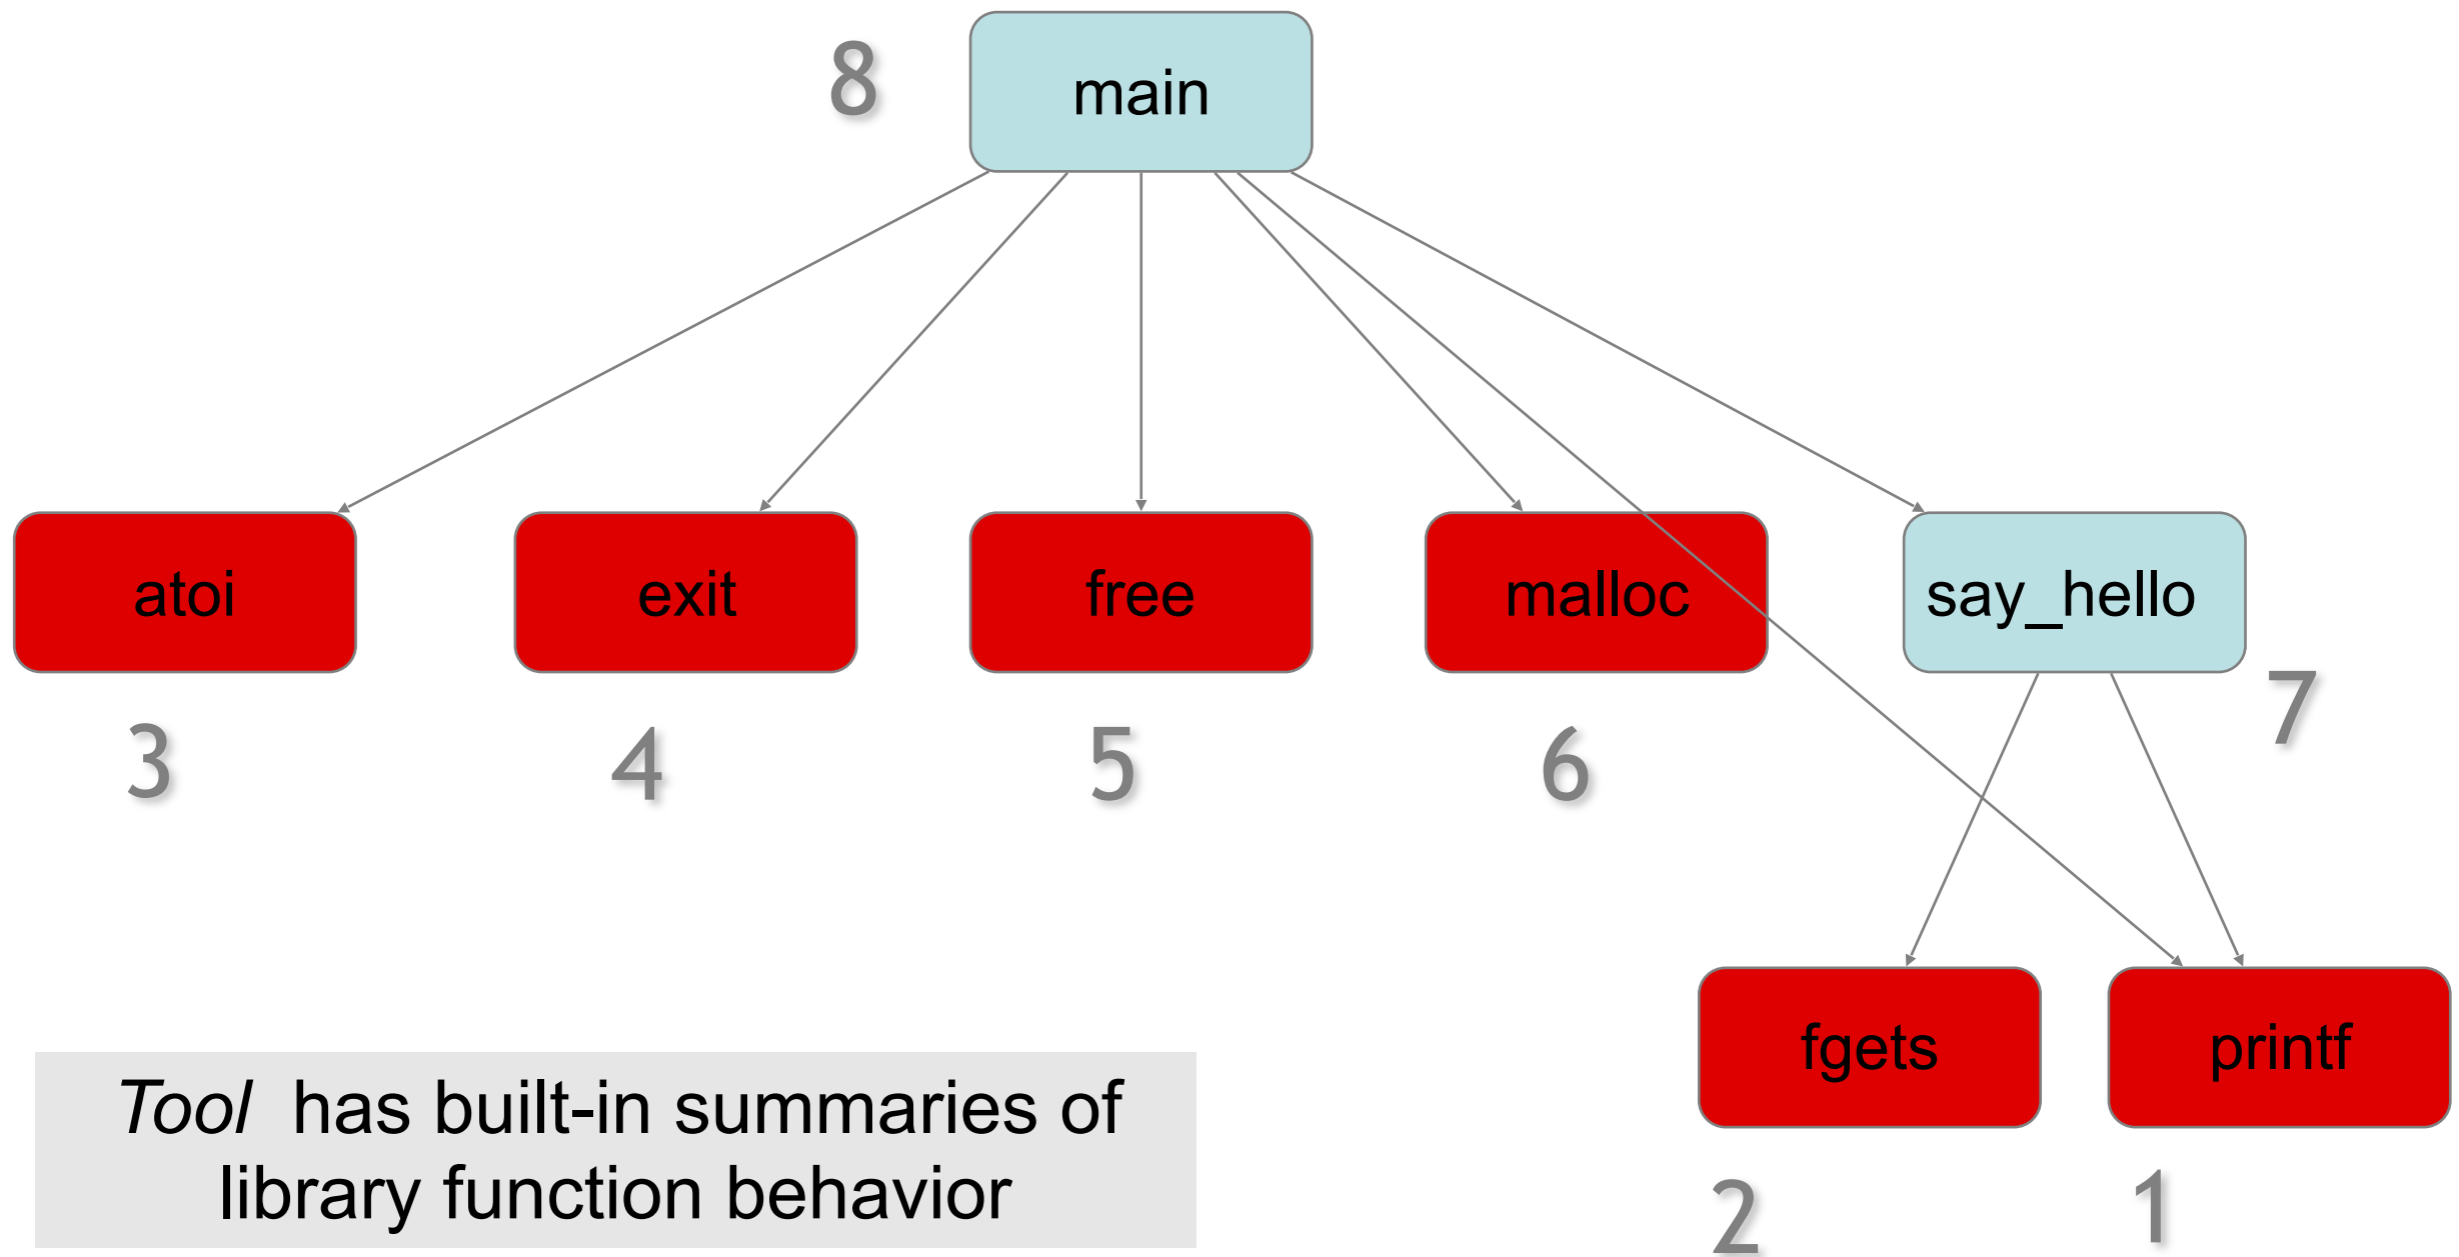 8
main
atoi
exit
free
malloc
say_hello
3
4
5
6
7
fgets
printf
Tool has built-in summaries of
library function behavior
2
1